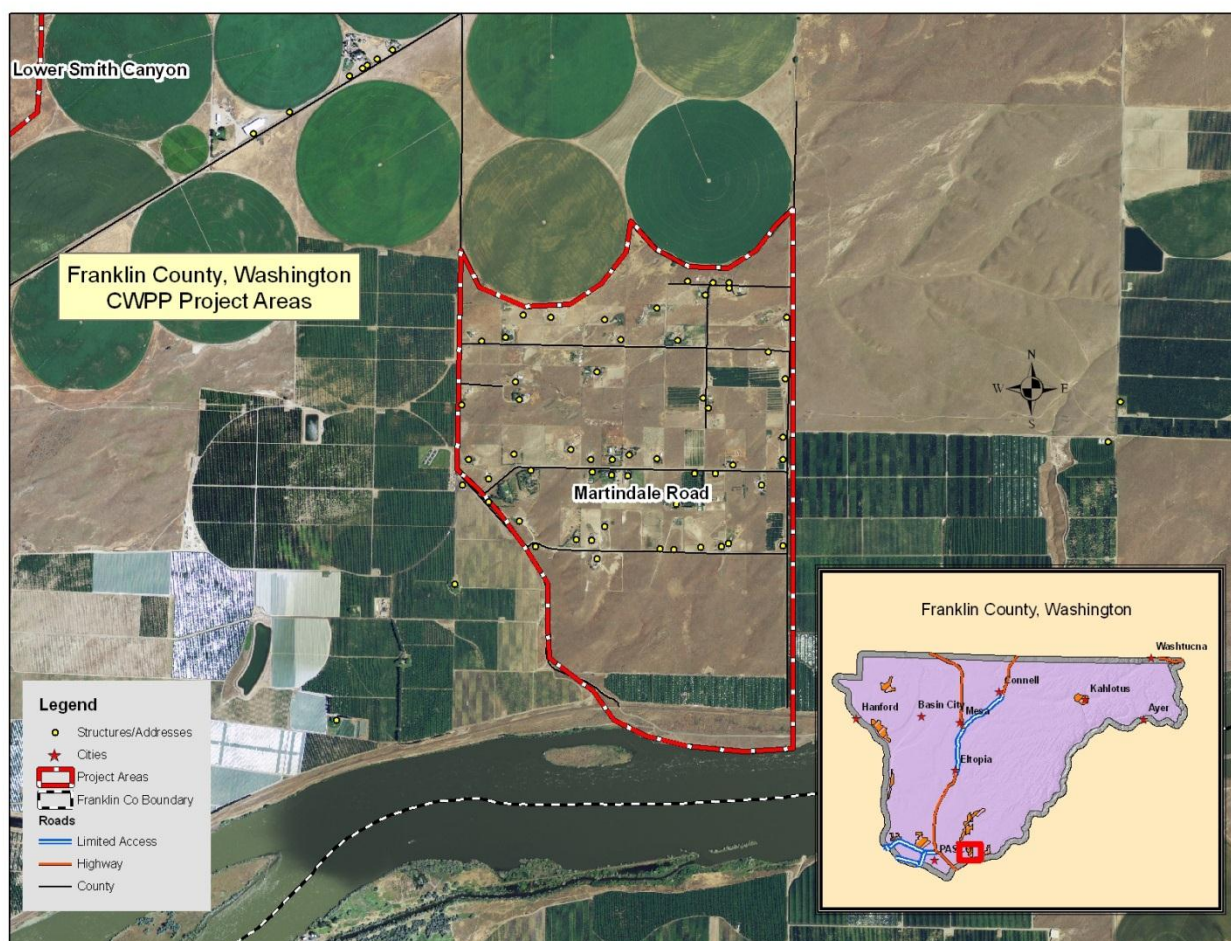 Lower Smith Canyon
Franklin County, Washington
CWPP Project Areas
N
W
E
S
Martindale Road
Legend
Structures/Addresses
Cities
Project Areas
Franklin Co Boundary
Roads
Limited Access
Highway
County
Franklin County, Washington
Washtucna
Connell
Kahlotus
Hanford
Basin City
Mesa
Ayer
Eltopia